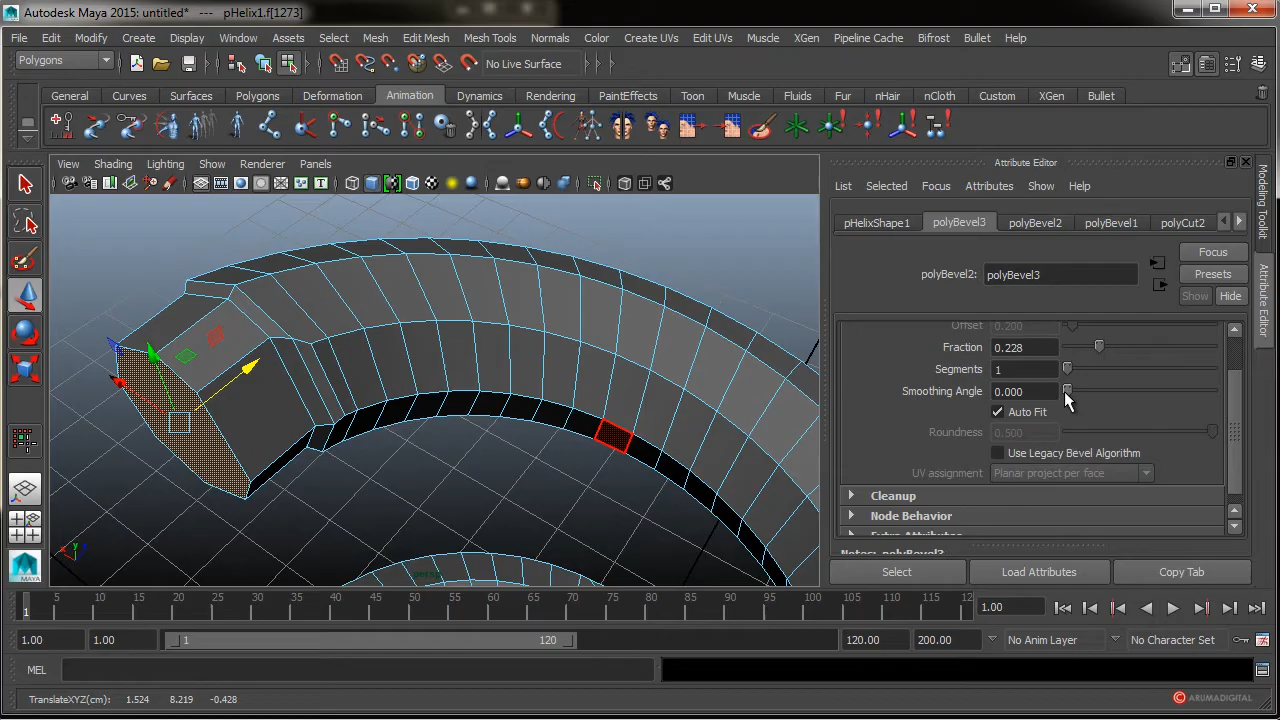 Autodesk Maya 2015: untitled* --- pHelix1.f[1273]
File Edit Modify Create Display Window Assets Select Mesh Edit Mesh Mesh Tools Normals Color Create UVs Edit UVs Muscle XGen Pipeline Cache Bifrost Bullet Help
Polygons No Live Surface
General Curves Surfaces Polygons Deformation Animation Dynamics Rendering PaintEffects Toon Muscle Fluids Fur nHair nCloth Custom XGen Bullet
View Shading Lighting Show Renderer Panels
Attribute Editor
List Selected Focus Attributes Show Help
pHelixShape1 polyBevel3 polyBevel2 polyBevel1 polyCut2
Focus
polyBevel2: polyBevel3 Presets
Show Hide
Offset 0.200
Fraction 0.228
Segments 1
Smoothing Angle 0.000
Auto Fit
Roundness 0.500
Use Legacy Bevel Algorithm
UV assignment Planar project per face
Cleanup
Node Behavior
Extra Attributes
Notes: polyBevel3
Select Load Attributes Copy Tab
Modeling Toolkit
Attribute Editor
MAYA
1 5 10 15 20 25 30 35 40 45 50 55 60 65 70 75 80 85 90 95 100 105 110 115 12 1.00
1.00 1.00 1 120 120.00 200.00 No Anim Layer No Character Set
MEL
TranslateXYZ(cm): 1.524 8.219 -0.428
ARUMADIGITAL